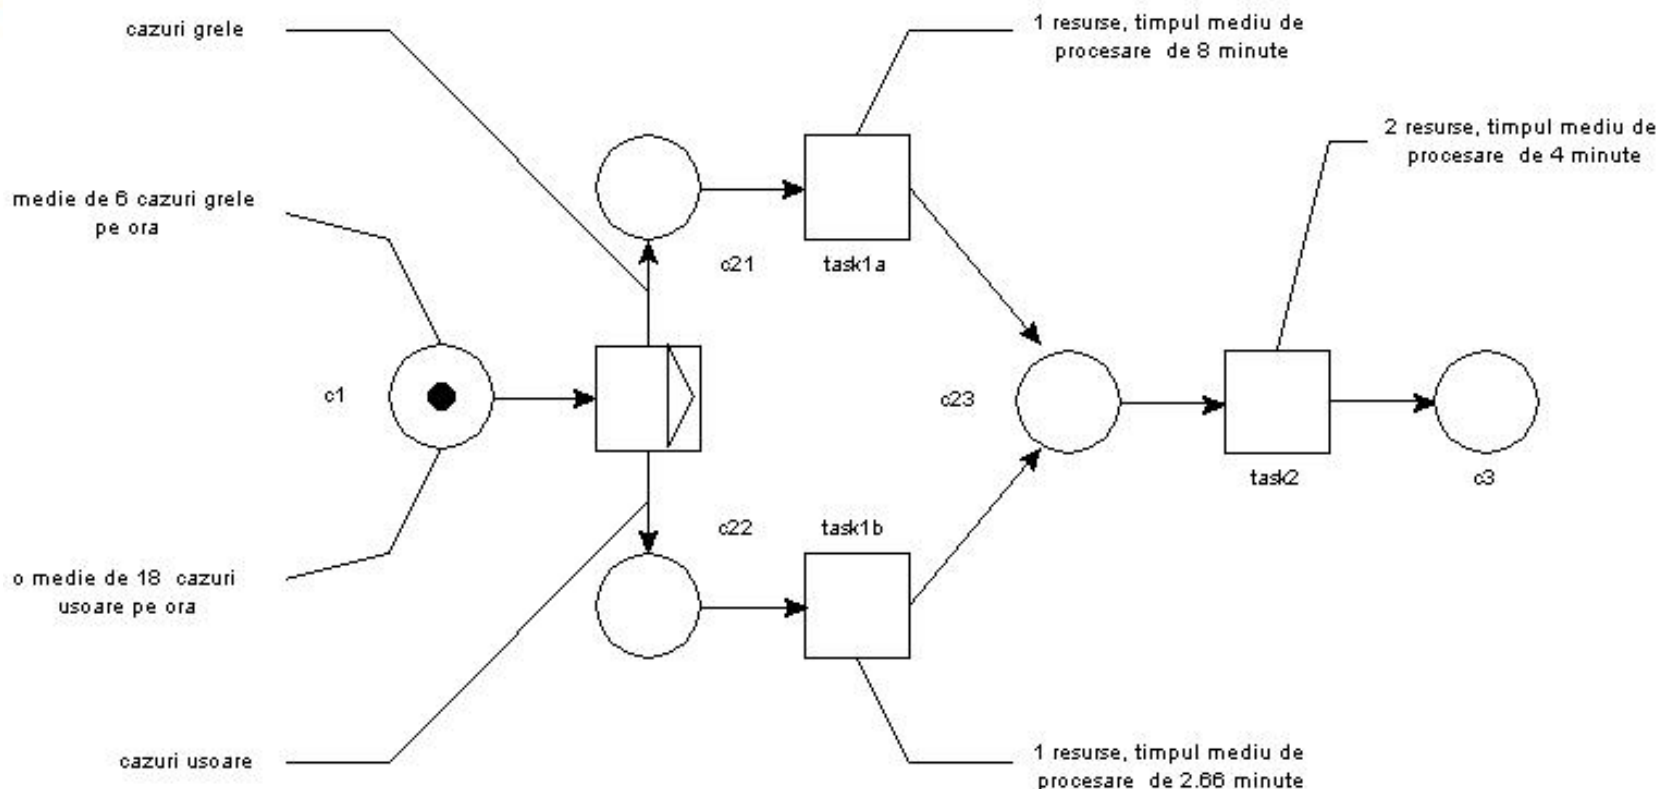 cazuri grele
1 resurse, timpul mediu de
procesare de 8 minute
2 resurse, timpul mediu de
procesare de 4 minute
medie de 6 cazuri grele
pe ora
c21
task1a
c1
c23
task2
c3
c22
task1b
o medie de 18 cazuri
usoare pe ora
cazuri usoare
1 resurse, timpul mediu de
procesare de 2.66 minute